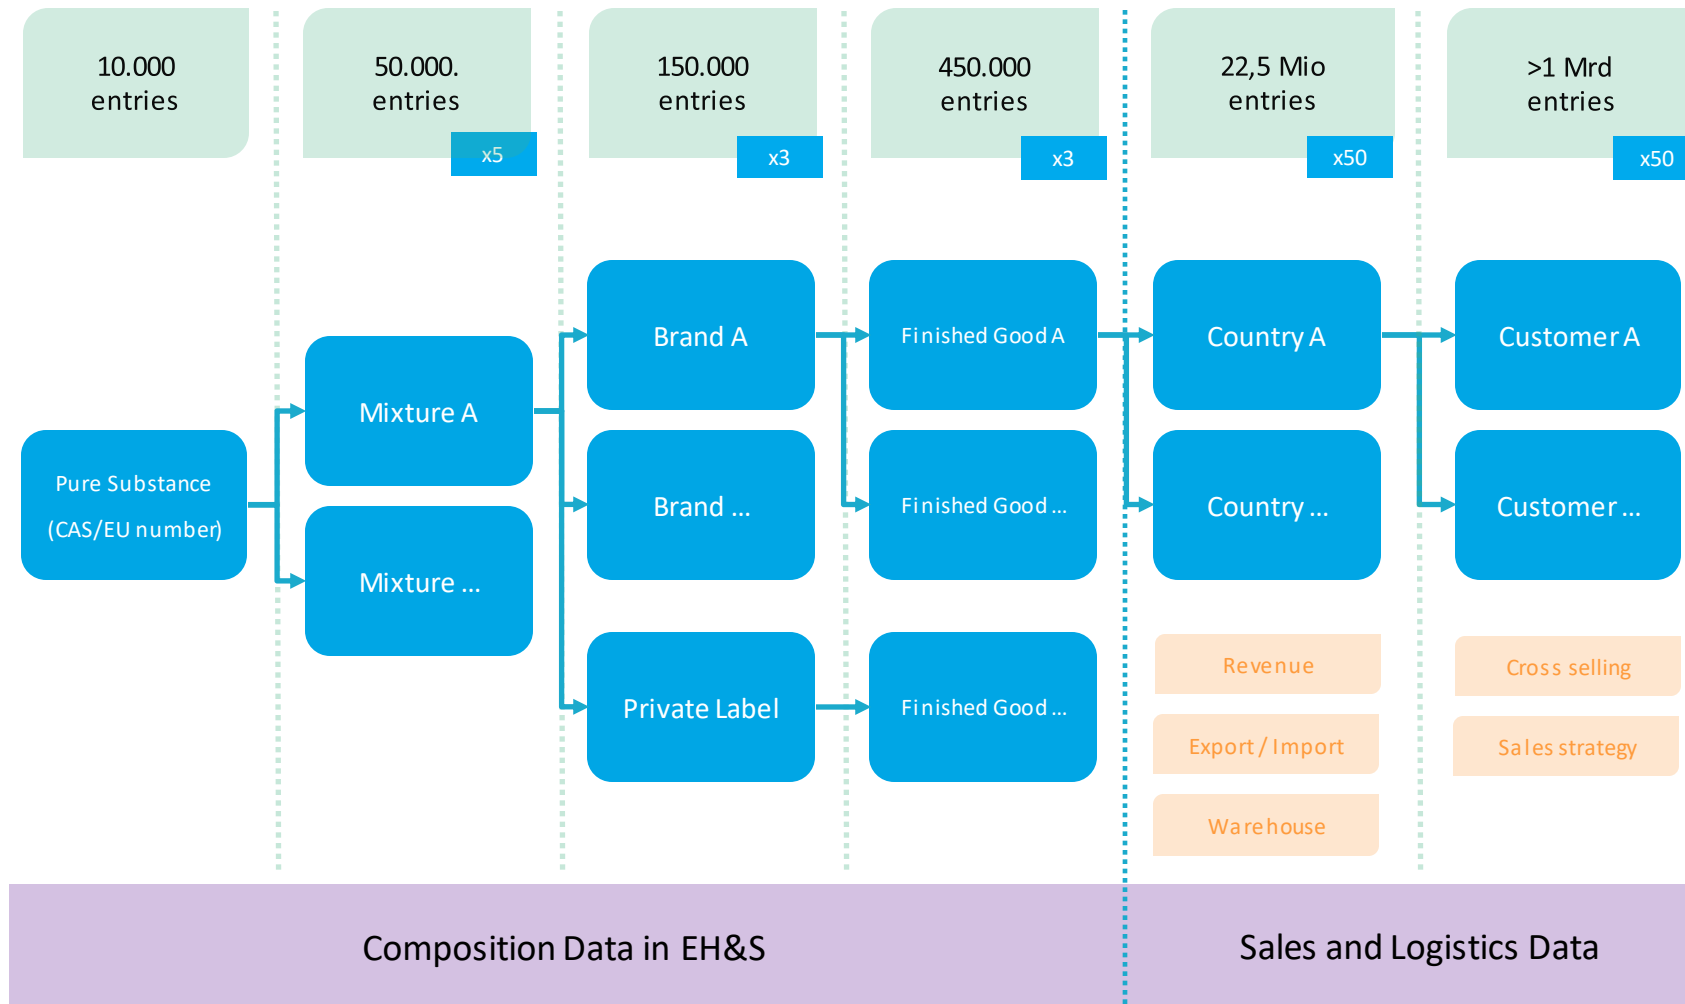 10.000
entries
50.000.
entries
x5
150.000
entries
x3
450.000
entries
x3
22,5 Mio
entries
x50
>1 Mrd
entries
x50
Pure Substance
(CAS/EU number)
Mixture A
Mixture ...
Brand A
Brand ...
Private Label
Finished Good A
Finished Good ...
Finished Good ...
Country A
Country ...
Revenue
Export / Import
Warehouse
Customer A
Customer ...
Cross selling
Sales strategy
Composition Data in EH&S
Sales and Logistics Data